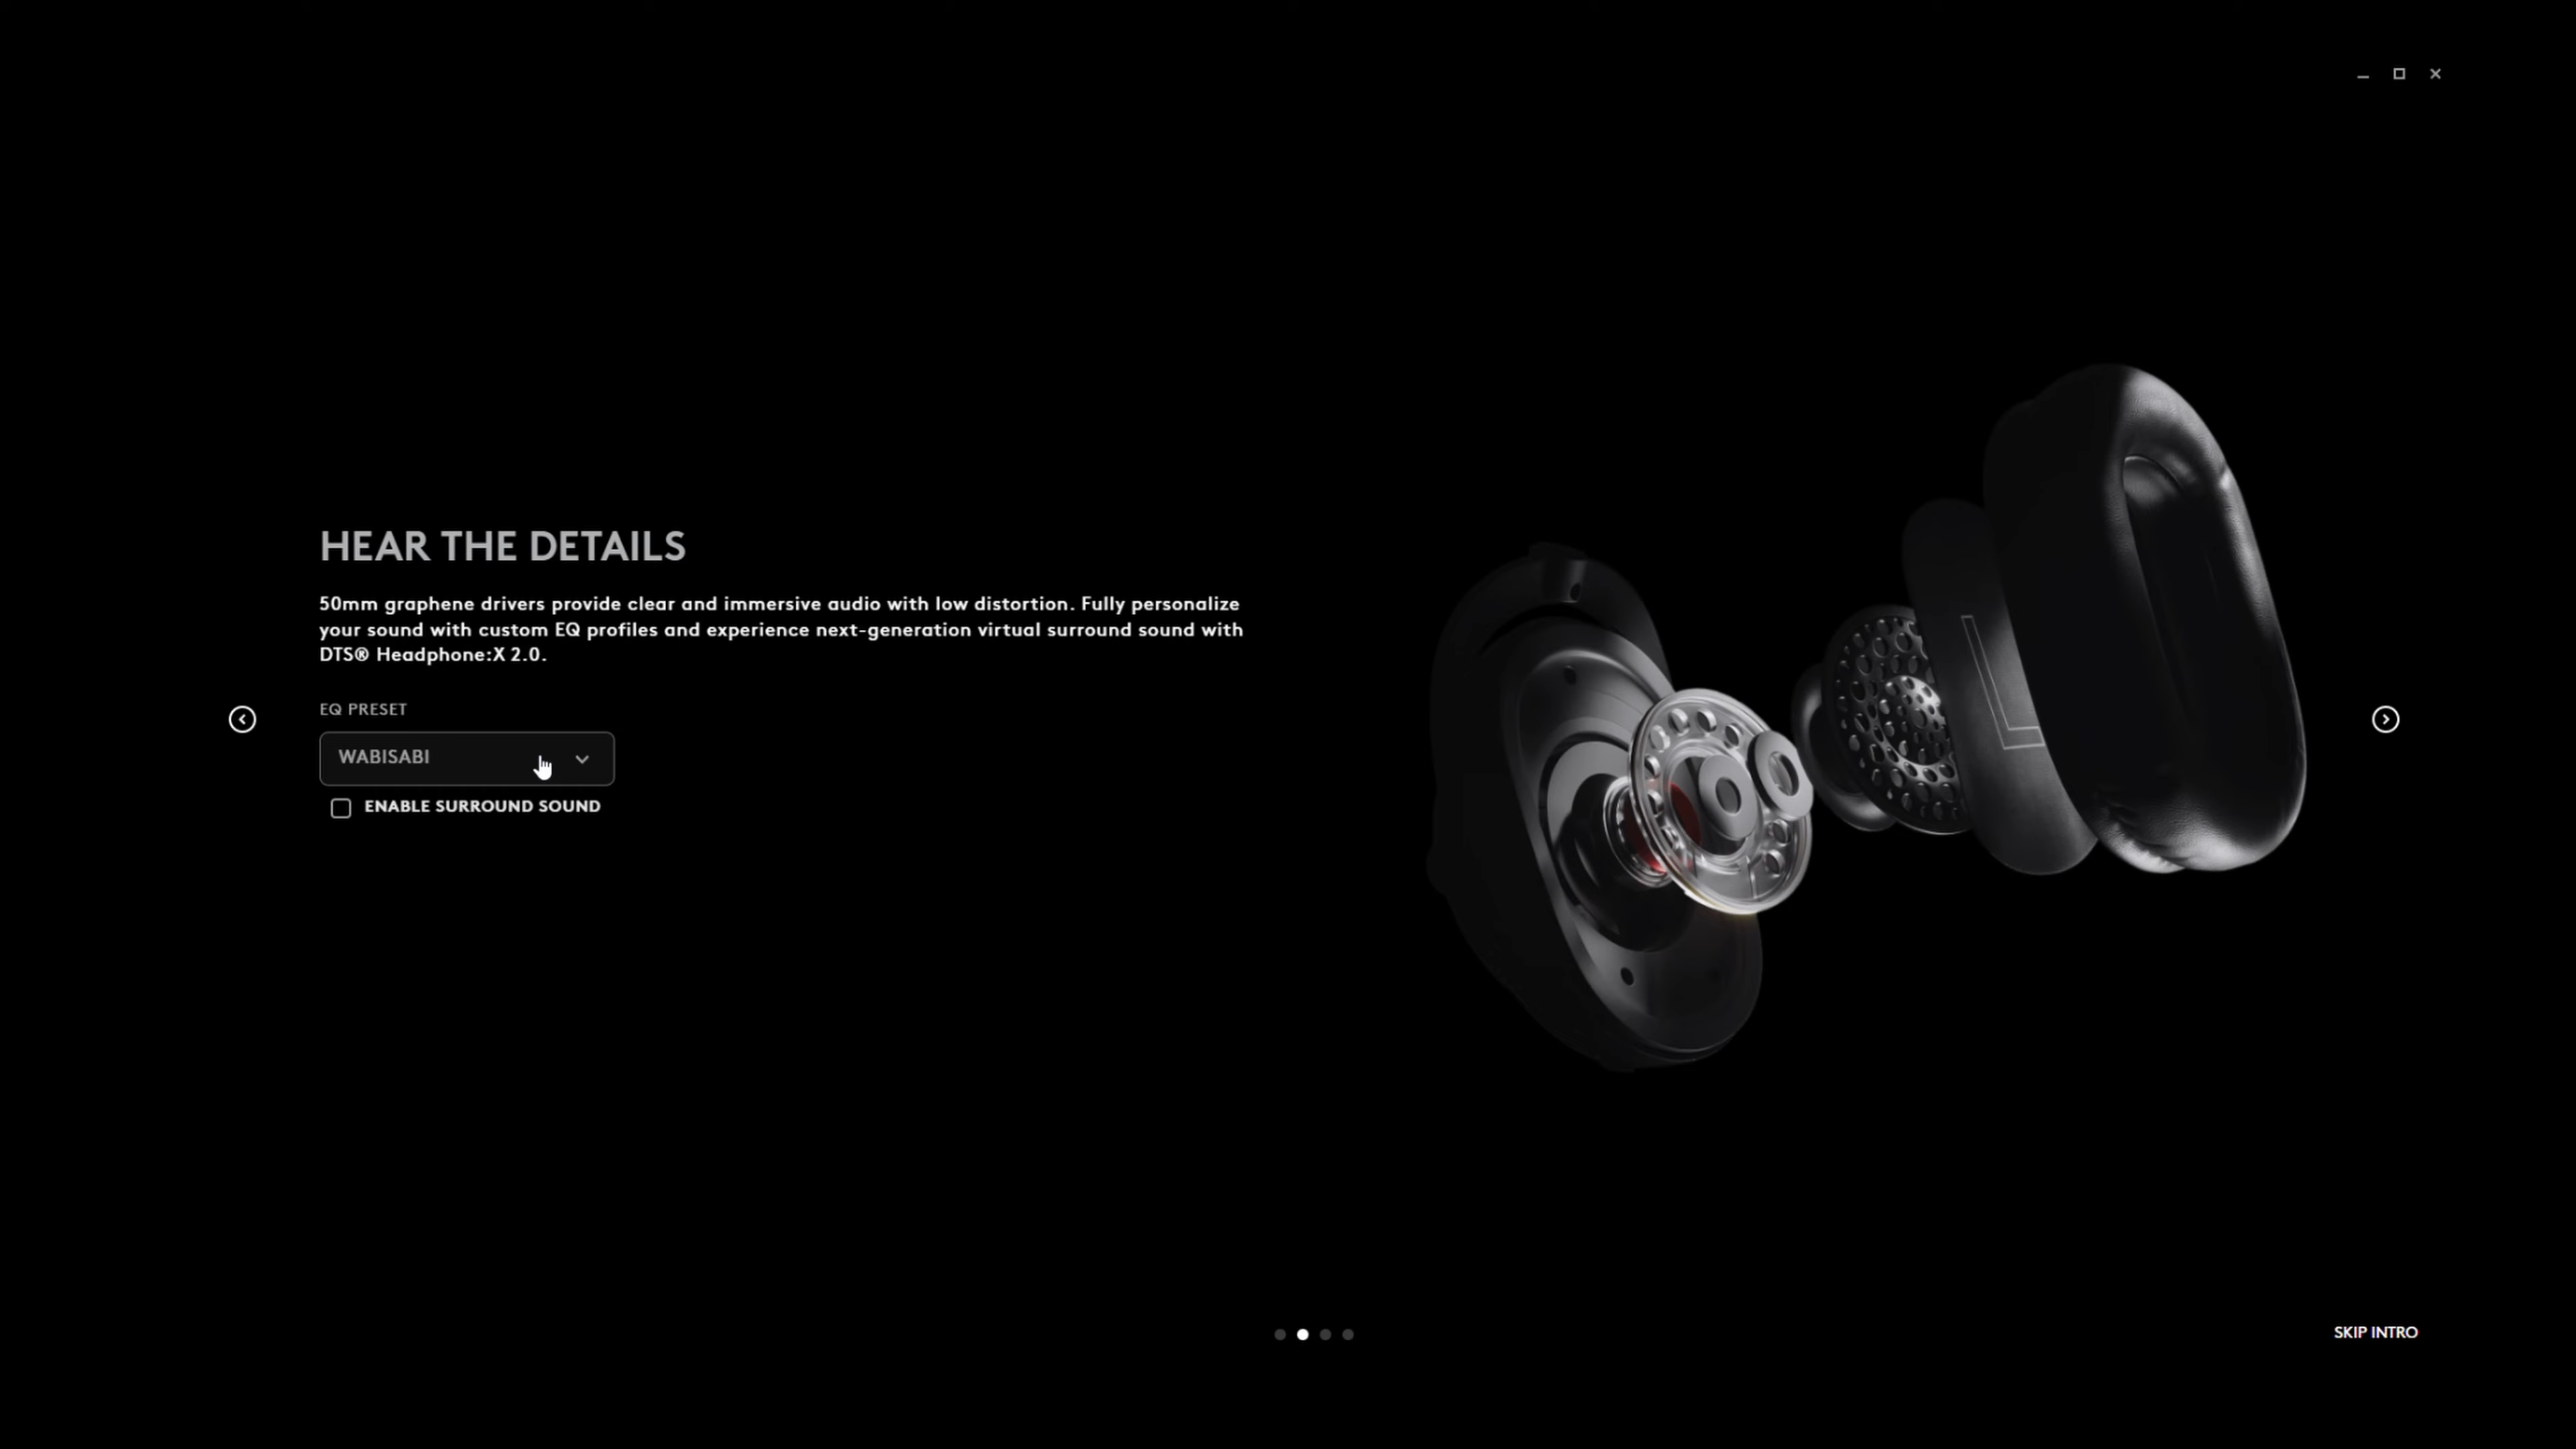 HEAR THE DETAILS
50mm graphene drivers provide clear and immersive audio with low distortion. Fully personalize
your sound with custom EQ profiles and experience next-generation virtual surround sound with
DTS® Headphone:X 2.0.
EQ PRESET
WABISABI
ENABLE SURROUND SOUND
L
SKIP INTRO